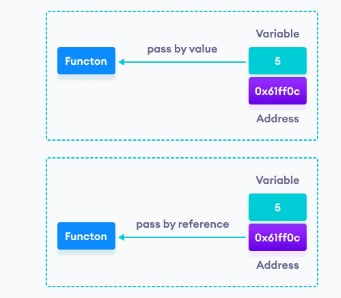 Variable
pass by value
Functon
5
0x61ff0c
Address
Variable
5
pass by reference
Functon
0x61ff0c
Address